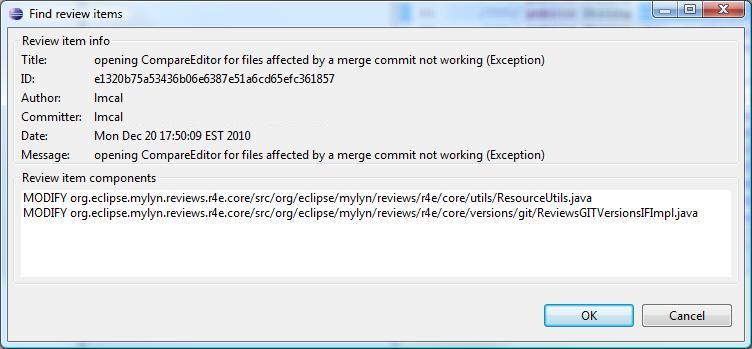 Find review items
Review item info
Title: opening CompareEditor for files affected by a merge commit not working (Exception)
ID: e1320b75a53436b06e6387e51a6cd65efc361857
Author: lmcal
Committer: lmcal
Date: Mon Dec 20 17:50:09 EST 2010
Message: opening CompareEditor for files affected by a merge commit not working (Exception)
Review item components
MODIFY org.eclipse.mylyn.reviews.r4e.core/src/org/eclipse/mylyn/reviews/r4e/core/utils/ResourceUtils.java
MODIFY org.eclipse.mylyn.reviews.r4e.core/src/org/eclipse/mylyn/reviews/r4e/core/versions/git/ReviewsGITVersionsIFImpl.java
OK Cancel